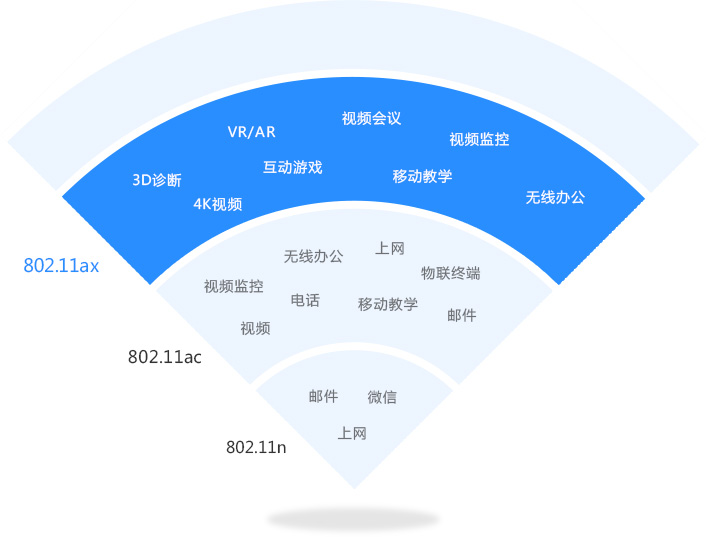 视频会议
VR/AR
视频监控
互动游戏
移动教学
3D诊断
4K视频
无线办公
802.11ax
上网
无线办公
物联终端
视频监控
电话
移动教学
邮件
视频
802.11ac
邮件
微信
上网
802.11n